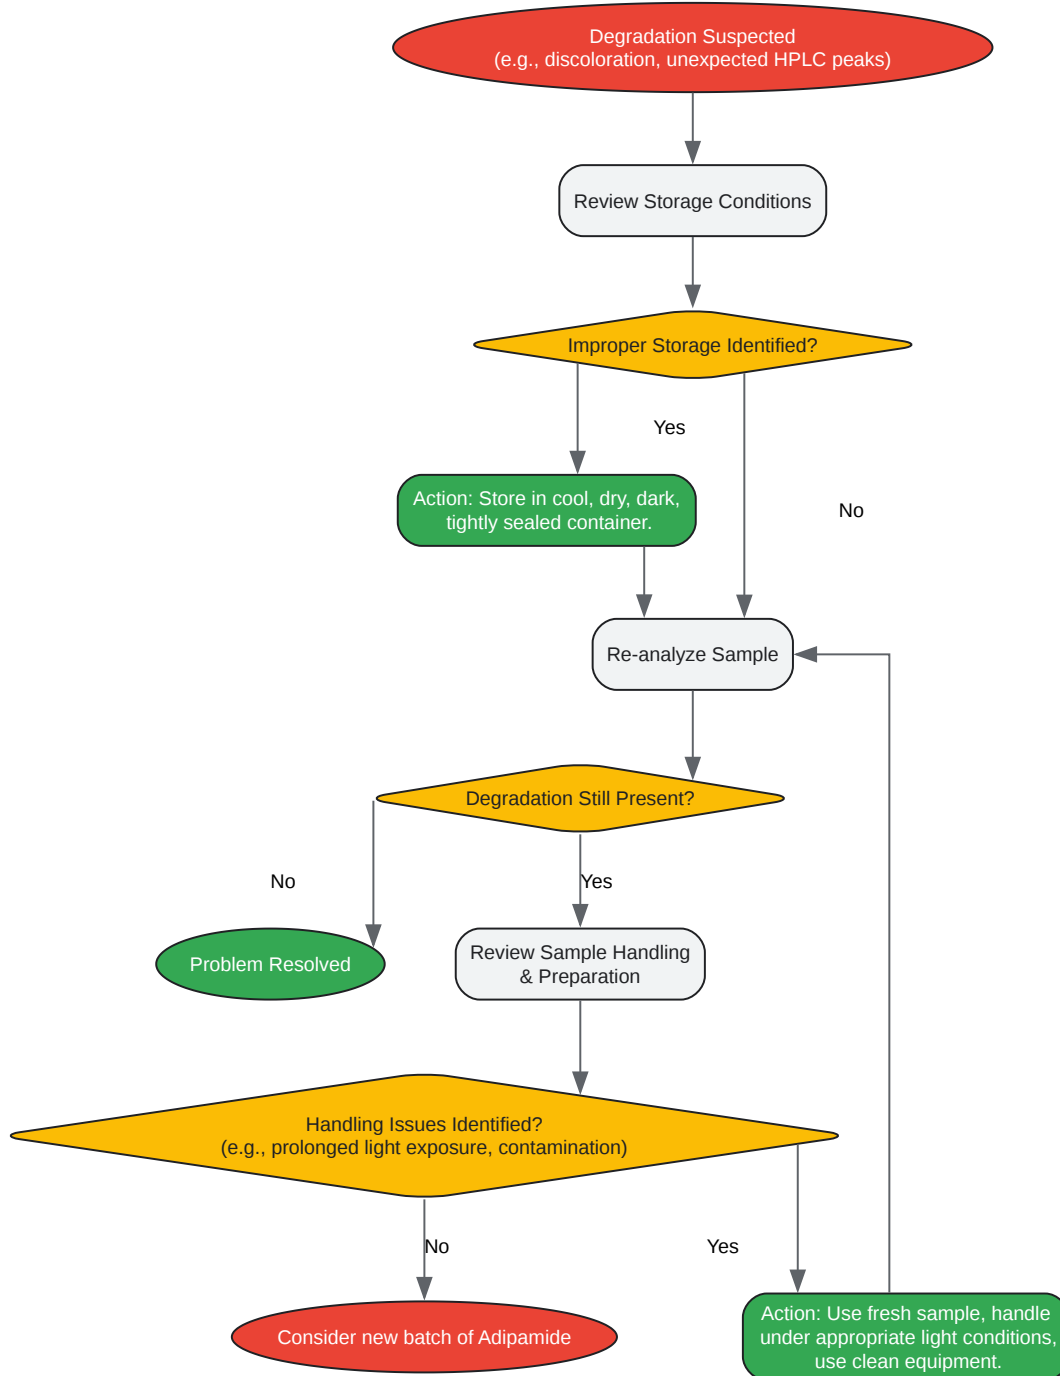 Degradation Suspected
(e.g., discoloration, unexpected HPLC peaks)
Review Storage Conditions
Improper Storage Identified?
Yes
Action: Store in cool, dry, dark,
tightly sealed container.
No
Re-analyze Sample
Degradation Still Present?
No
Yes
Problem Resolved
Review Sample Handling
& Preparation
Handling Issues Identified?
(e.g., prolonged light exposure, contamination)
No
Yes
Consider new batch of Adipamide
Action: Use fresh sample, handle
under appropriate light conditions,
use clean equipment.